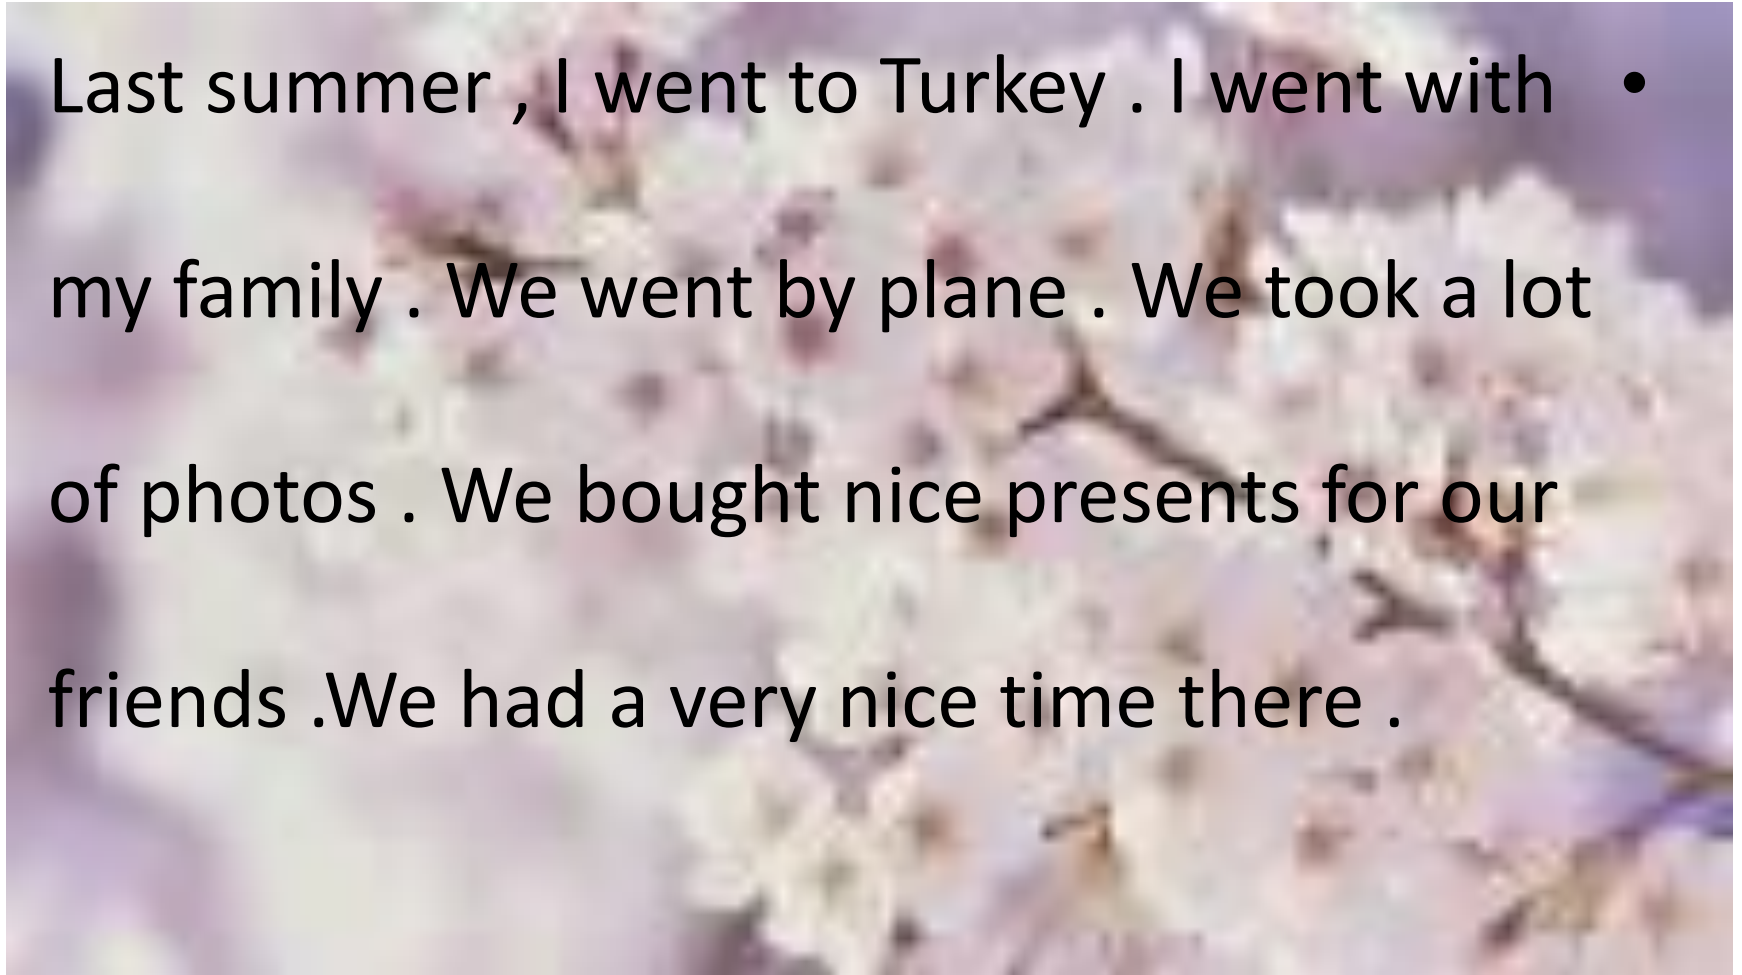 Last summer , I went to Turkey . I went with •
my family . We went by plane . We took a lot
of photos . We bought nice presents for our
friends .We had a very nice time there .